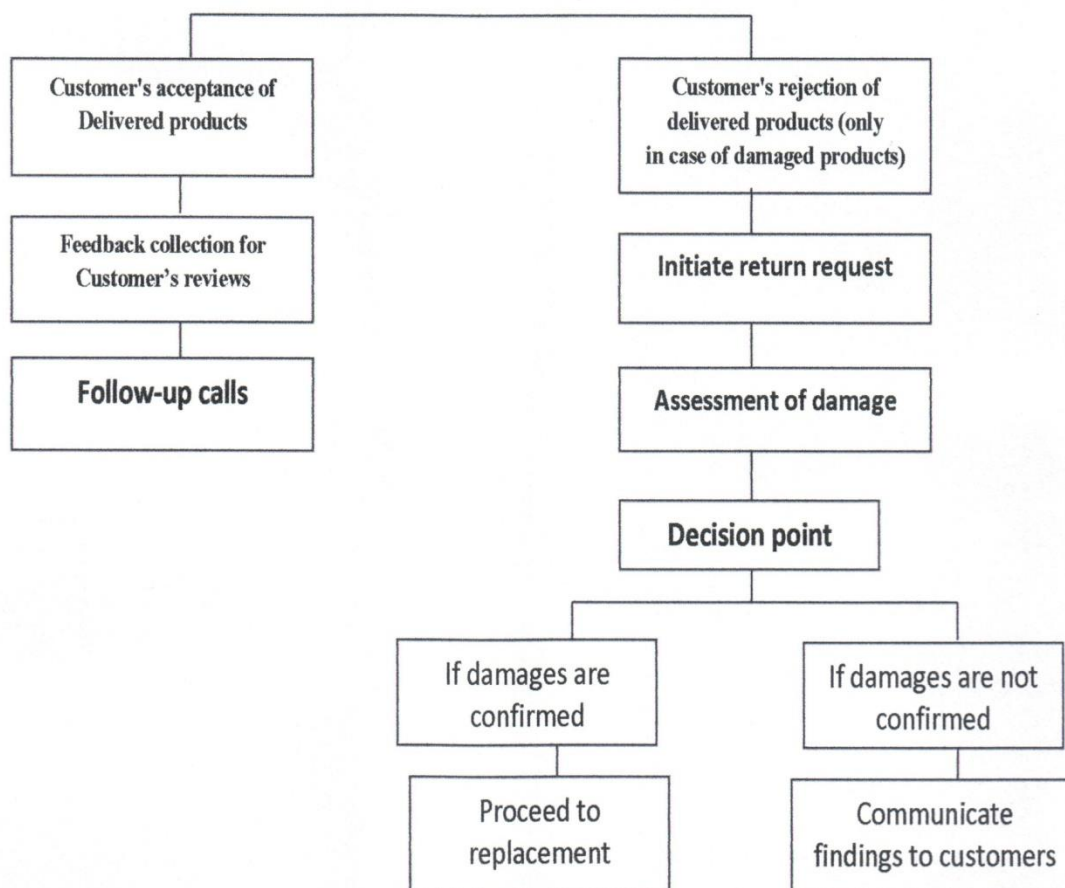 Customer's acceptance of
Delivered products
Customer's rejection of
delivered products (only
in case of damaged products)
Feedback collection for
Customer’s reviews
Initiate return request
Follow-up calls
Assessment of damage
Decision point
If damages are
confirmed
If damages are not
confirmed
Proceed to
replacement
Communicate
findings to customers